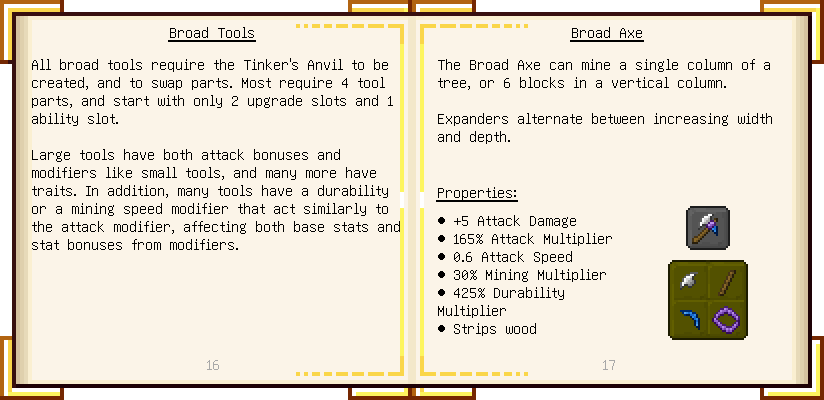 Broad Tools
All broad tools require the Tinker's Anvil to be
created, and to swap parts. Most require 4 tool
parts, and start with only 2 upgrade slots and 1
ability slot.
Large tools have both attack bonuses and
modifiers like small tools, and many more have
traits. In addition, many tools have a durability
or a mining speed modifier that act similarly to
the attack modifier, affecting both base stats and
stat bonuses from modifiers.
16
Broad Axe
The Broad Axe can mine a single column of a
tree, or 6 blocks in a vertical column.
Expanders alternate between increasing width
and depth.
Properties:
● +5 Attack Damage
● 165% Attack Multiplier
● 0.6 Attack Speed
● 30% Mining Multiplier
● 425% Durability
Multiplier
● Strips wood
17